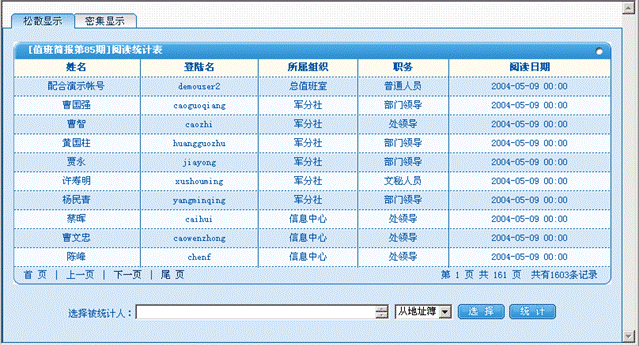 松散显示 密集显示
[值班简报第85期]阅读统计表
姓名 登陆名 所属组织 职务 阅读日期
配合演示帐号 demouser2 总值班室 普通人员 2004-05-09 00:00
曹国强 caoguoqiang 军分社 部门领导 2004-05-09 00:00
曹智 caozhi 军分社 处领导 2004-05-09 00:00
黄国柱 huangguozhu 军分社 部门领导 2004-05-09 00:00
贾永 jiayong 军分社 部门领导 2004-05-09 00:00
许寿明 xushouming 军分社 文秘人员 2004-05-09 00:00
杨民青 yangminqing 军分社 部门领导 2004-05-09 00:00
蔡晖 caihui 信息中心 处领导 2004-05-09 00:00
曹文忠 caowenzhong 信息中心 处领导 2004-05-09 00:00
陈峰 chenf 信息中心 处领导 2004-05-09 00:00
首 页 | 上一页 | 下一页 | 尾 页 第 1 页 共 161 页 共有1603条记录
选择被统计人： 从地址簿 选 择 统 计